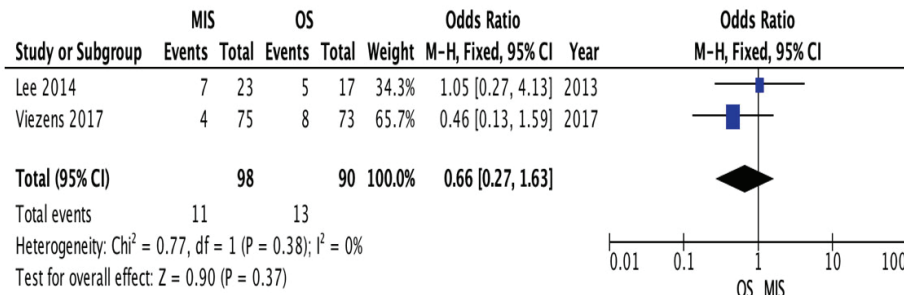 MIS OS Odds Ratio Odds Ratio
Study or Subgroup Events Total Events Total Weight M-H, Fixed, 95% CI Year M-H, Fixed, 95% CI
Lee 2014 7 23 5 17 34.3% 1.05 [0.27, 4.13] 2013
Viezens 2017 4 75 8 73 65.7% 0.46 [0.13, 1.59] 2017
Total (95% CI) 98 90 100.0% 0.66 [0.27, 1.63]
Total events 11 13
Heterogeneity: Chi² = 0.77, df = 1 (P = 0.38); I² = 0%
Test for overall effect: Z = 0.90 (P = 0.37)
0.01 0.1 1 10 100
OS MIS